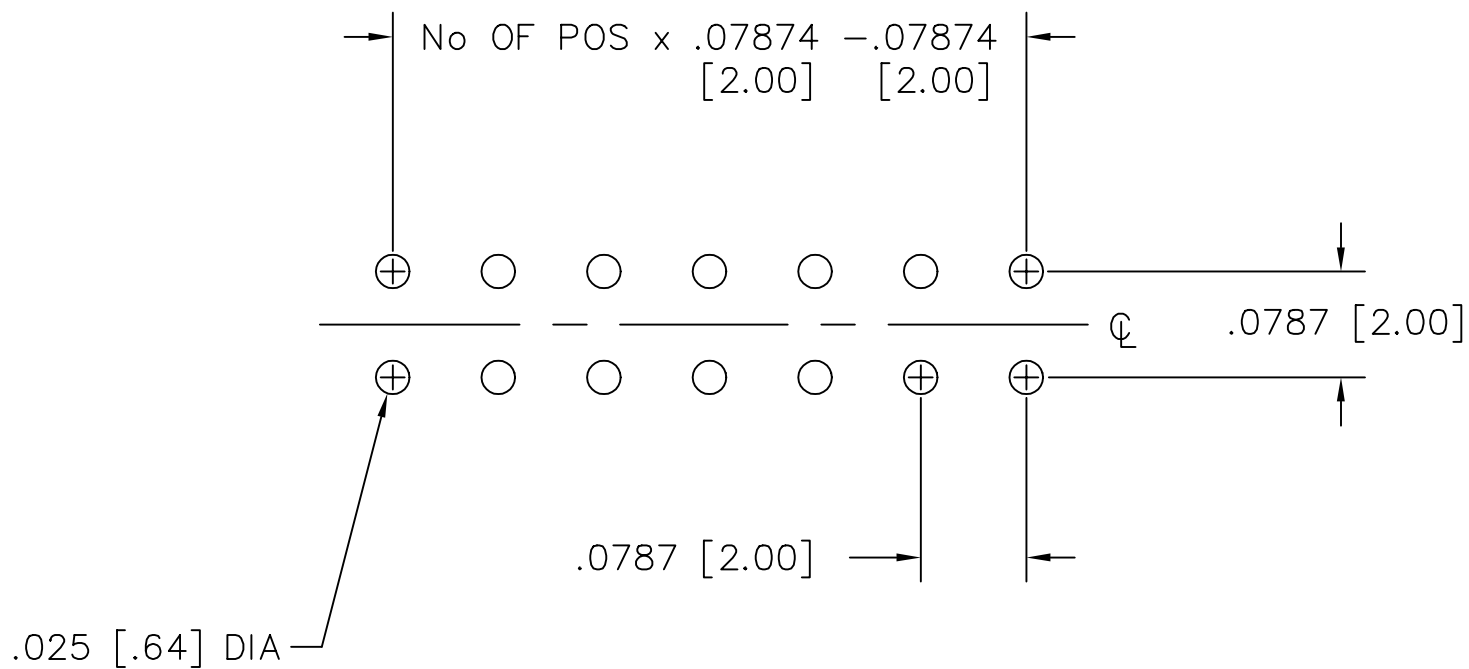 No OF POS x .07874 -.07874
[2.00] [2.00]
℄ .0787 [2.00]
.0787 [2.00]
.025 [.64] DIA